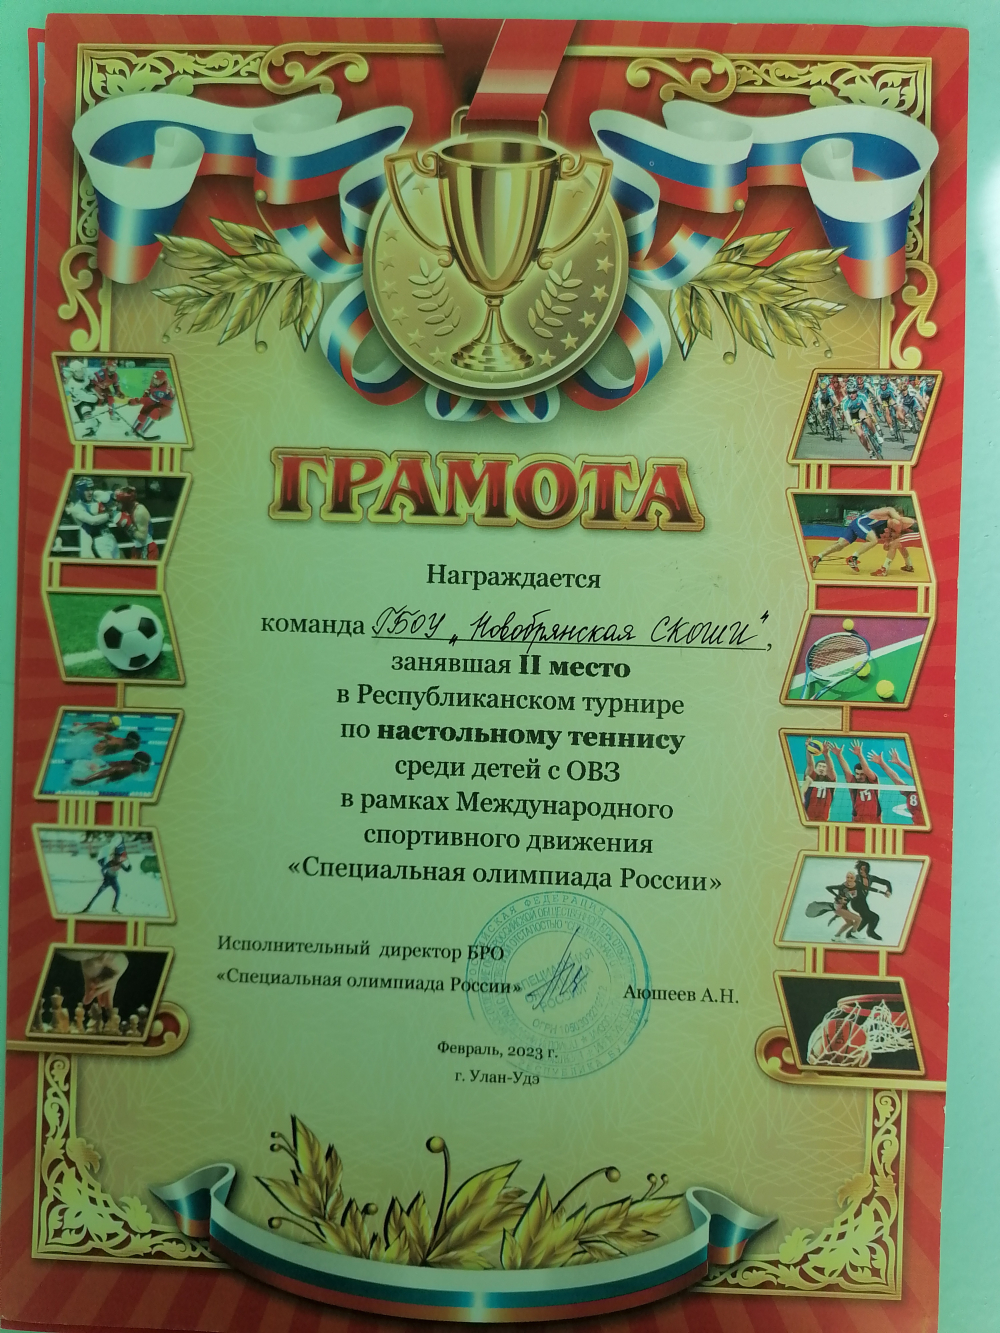 ГРАМОТА
Награждается
команда ГБОУ „Новобрянская СКОШИ",
занявшая II место
в Республиканском турнире
по настольному теннису
среди детей с ОВЗ
в рамках Международного
спортивного движения
«Специальная олимпиада России»
Исполнительный директор БРО
«Специальная олимпиада России»
Аюшеев А.Н.
Февраль, 2023 г.
г. Улан-Удэ